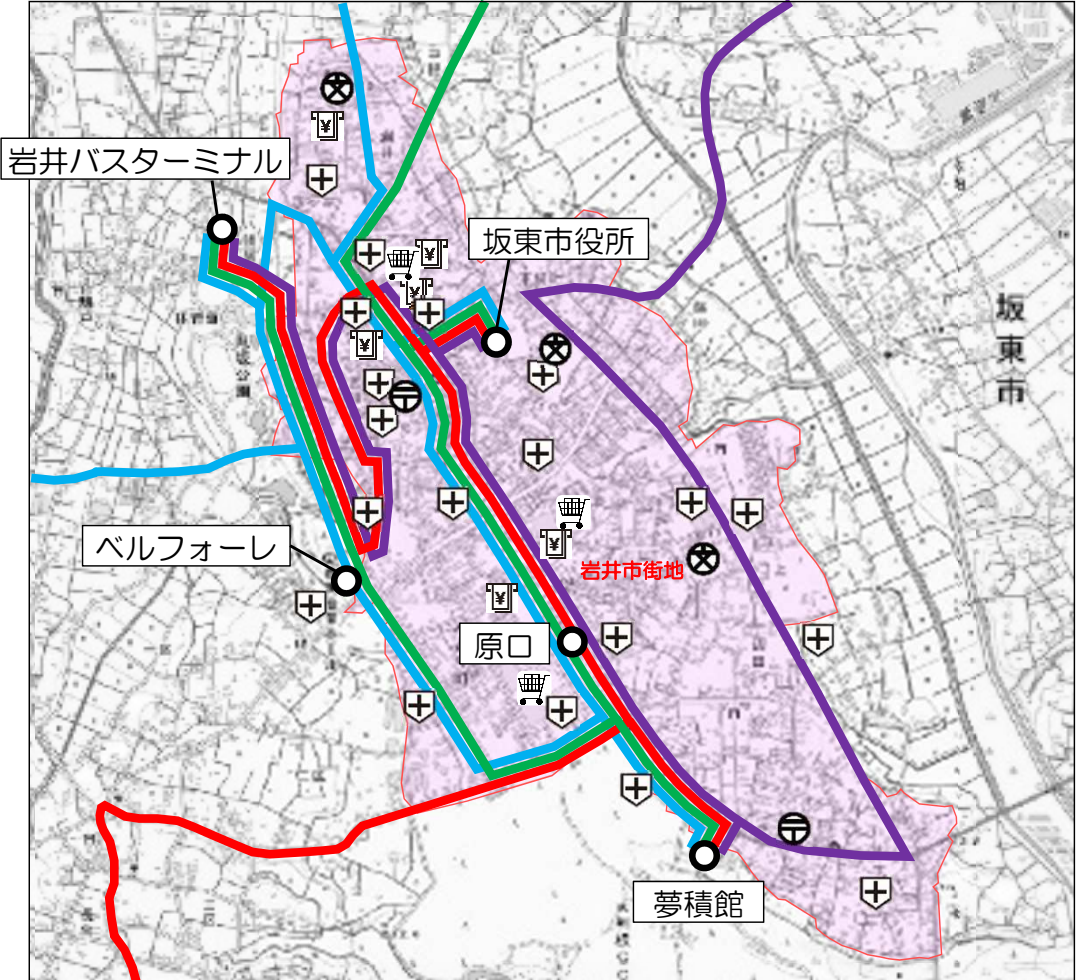 岩井バスターミナル
坂東市役所
坂東市
ベルフォーレ
岩井市街地
原口
夢積館